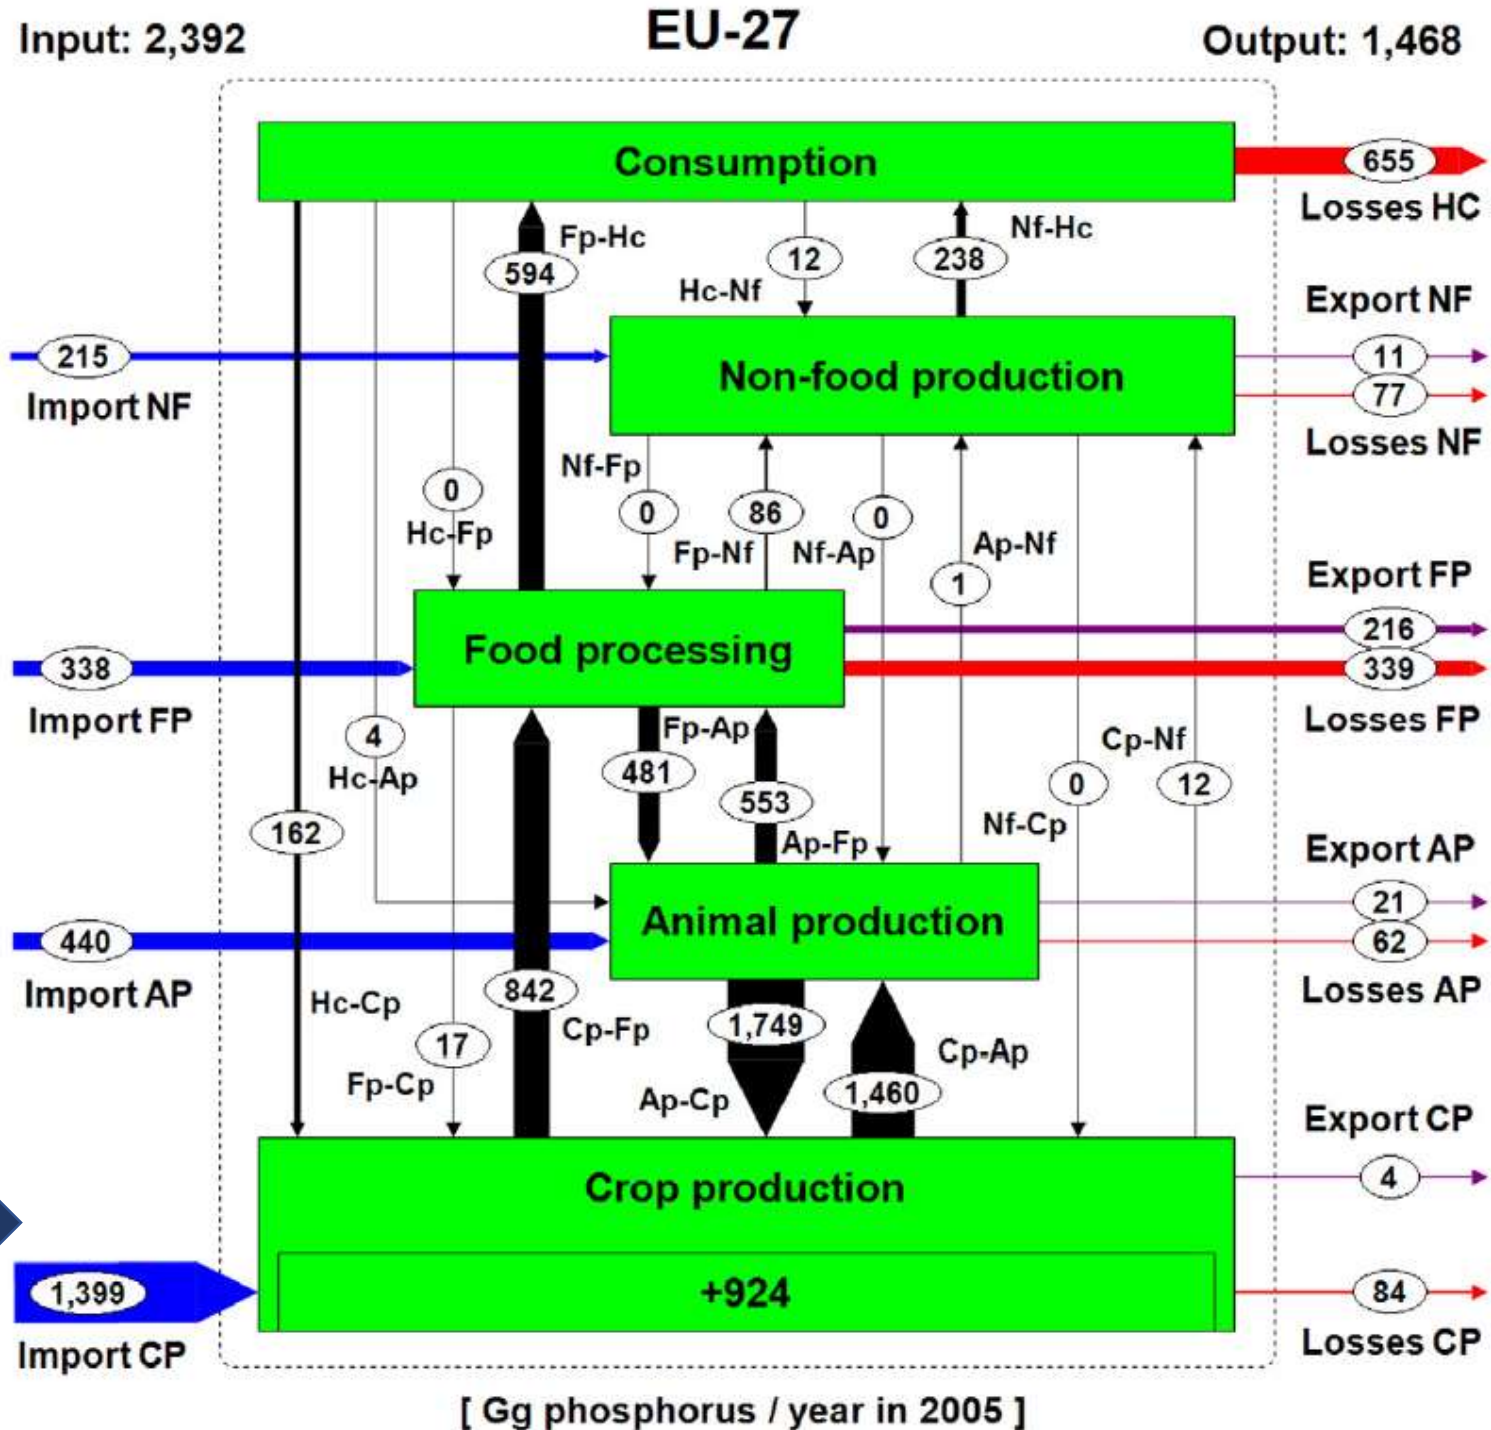 Input: 2,392
EU-27
Output: 1,468
Consumption
655
Losses HC
Fp-Hc
594
12
Hc-Nf
238
Nf-Hc
Export NF
215
Import NF
Non-food production
11
77
Losses NF
Nf-Fp
0
Hc-Fp
0
86
Fp-Nf
0
Nf-Ap
Ap-Nf
1
Export FP
338
Import FP
Food processing
216
339
Losses FP
4
Hc-Ap
Fp-Ap
481
553
Ap-Fp
Cp-Nf
0
12
Nf-Cp
162
Export AP
440
Import AP
Animal production
21
62
Losses AP
Hc-Cp
842
Cp-Fp
1,749
Ap-Cp
Cp-Ap
1,460
17
Fp-Cp
Export CP
Crop production
4
1,399
Import CP
+924
84
Losses CP
[ Gg phosphorus / year in 2005 ]